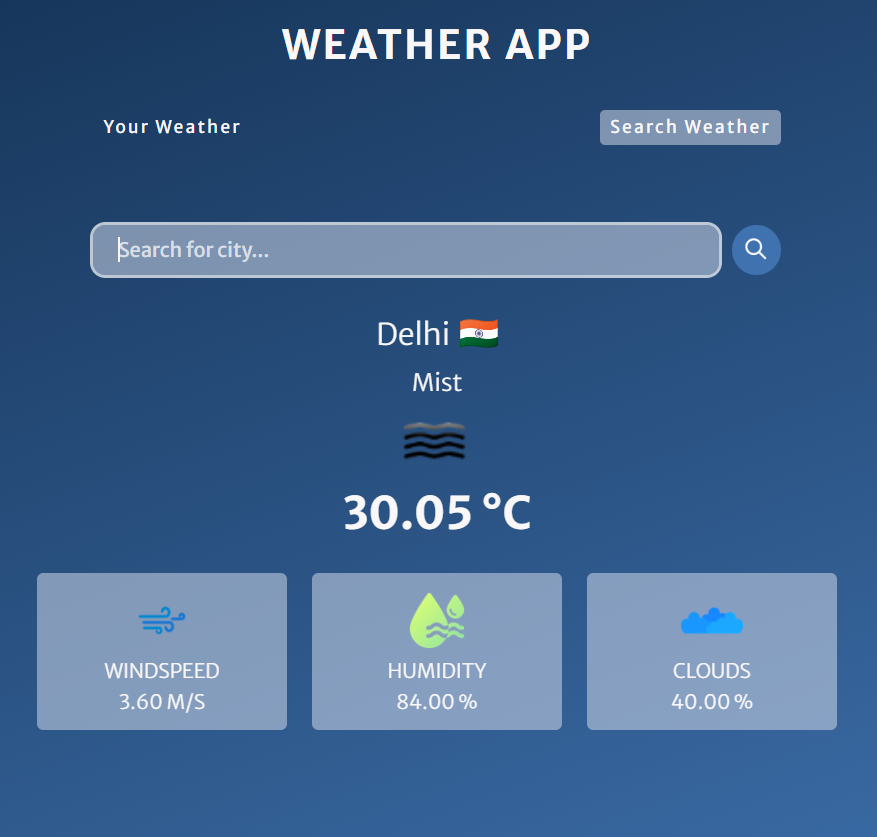 WEATHER APP
Your Weather
Search Weather
Search for city...
Delhi
Mist
30.05 °C
WINDSPEED
3.60 M/S
HUMIDITY
84.00 %
CLOUDS
40.00 %